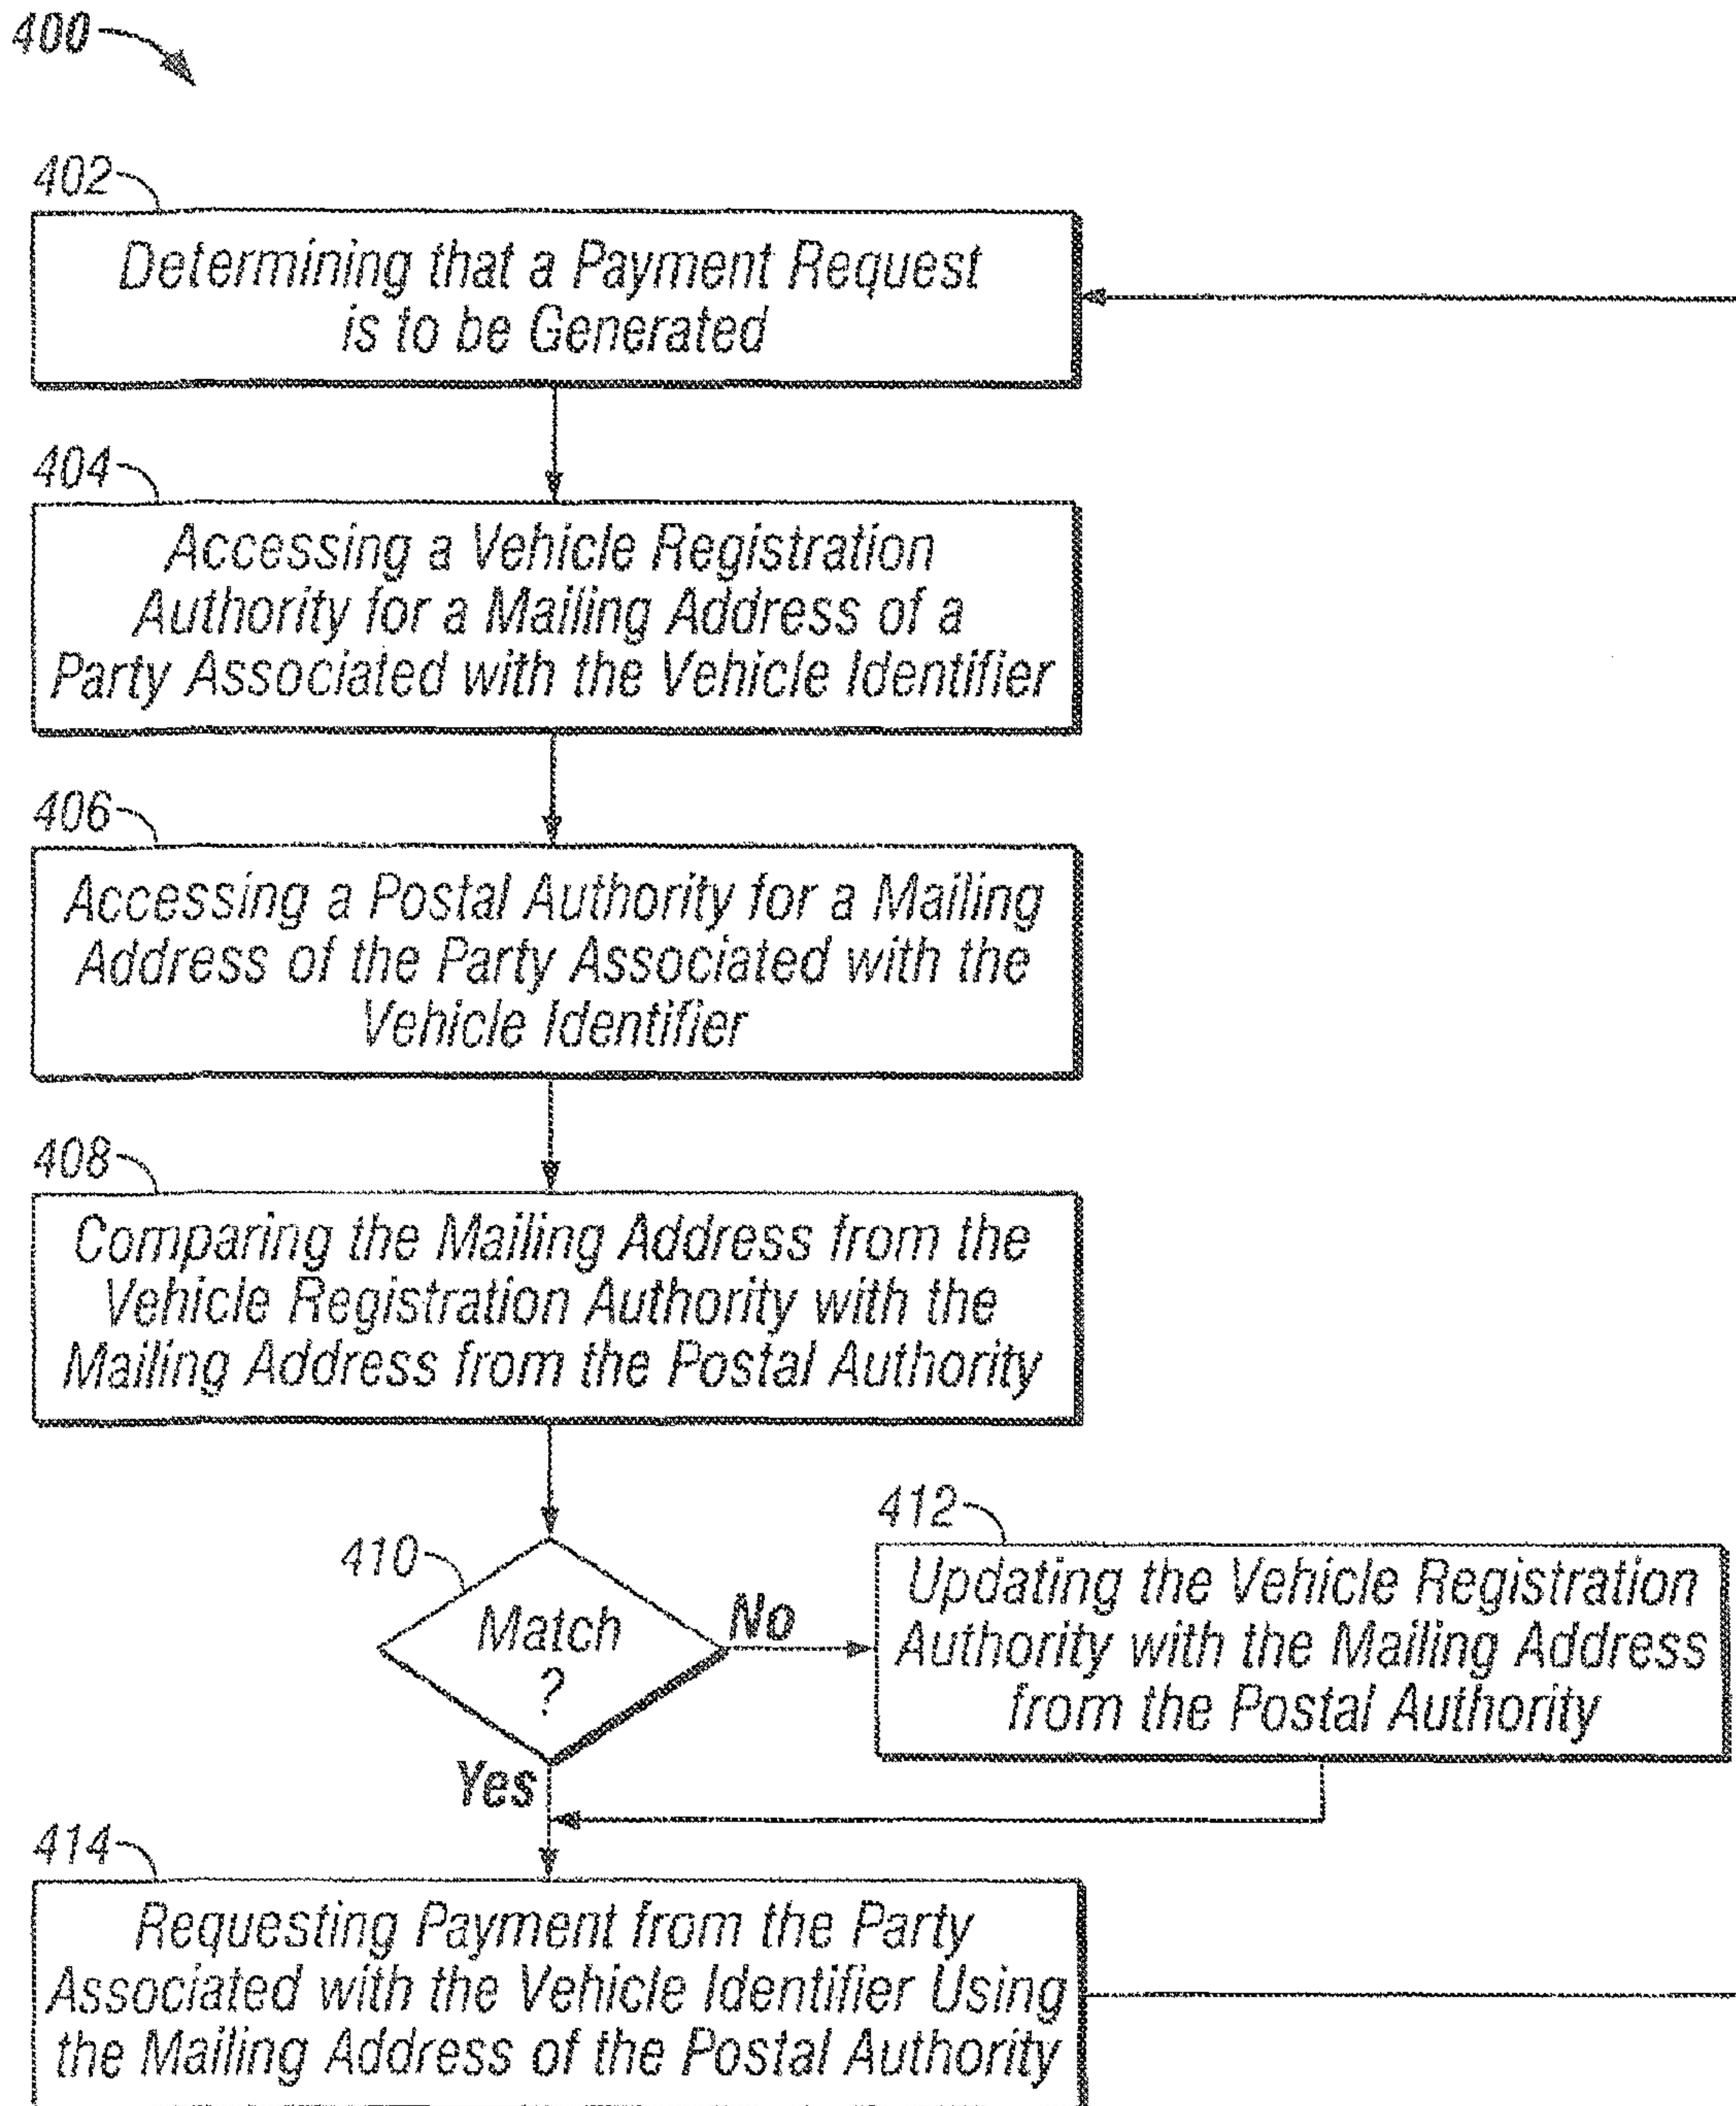 400
402
Determining that a Payment Request
is to be Generated
404
Accessing a Vehicle Registration
Authority for a Mailing Address of a
Party Associated with the Vehicle Identifier
406
Accessing a Postal Authority for a Mailing
Address of the Party Associated with the
Vehicle Identifier
408
Comparing the Mailing Address from the
Vehicle Registration Authority with the
Mailing Address from the Postal Authority
410
Match
?
No
Yes
412
Updating the Vehicle Registration
Authority with the Mailing Address
from the Postal Authority
414
Requesting Payment from the Party
Associated with the Vehicle Identifier Using
the Mailing Address of the Postal Authority